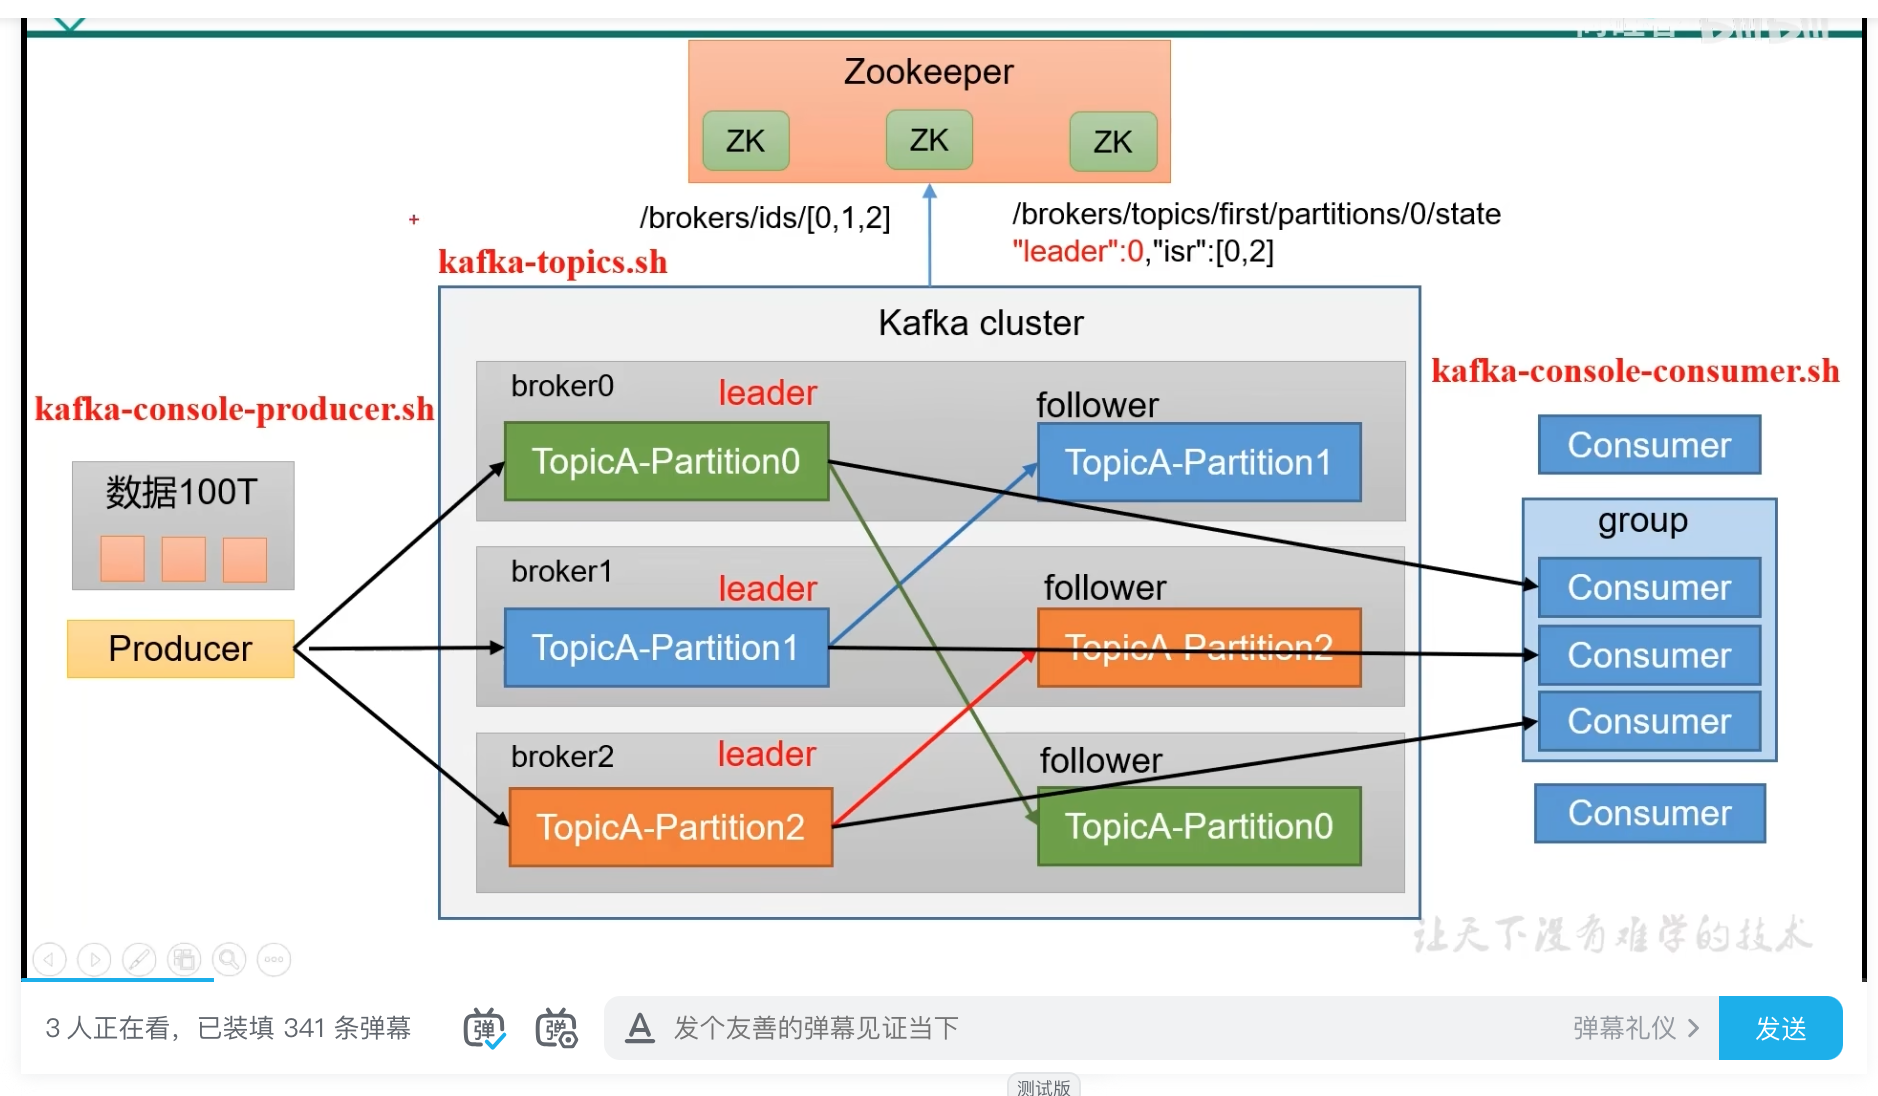 Zookeeper
ZK
ZK
ZK
/brokers/ids/[0,1,2]
/brokers/topics/first/partitions/0/state
"leader":0,"isr":[0,2]
kafka-topics.sh
Kafka cluster
kafka-console-producer.sh
kafka-console-consumer.sh
数据100T
Producer
broker0
leader
follower
TopicA-Partition0
TopicA-Partition1
broker1
leader
follower
TopicA-Partition1
TopicA-Partition2
broker2
leader
follower
TopicA-Partition2
TopicA-Partition0
Consumer
group
Consumer
Consumer
Consumer
Consumer
让天下没有难学的技术
3 人正在看，已装填 341 条弹幕
弹
弹
A 发个友善的弹幕见证当下
弹幕礼仪 >
发送
测试版